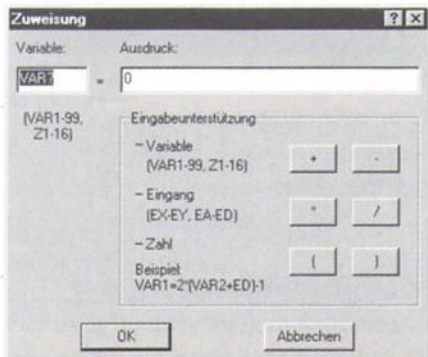 Zuweisung ? ×
Variable: Ausdruck:
VAR? = 0
(VAR1-99, Z1-16)
Eingabeunterstützung
– Variable (VAR1-99, Z1-16) + -
– Eingang (EX-EY, EA-ED) * /
– Zahl ( )
Beispiel:
VAR1=2*(VAR2+ED)-1
OK Abbrechen